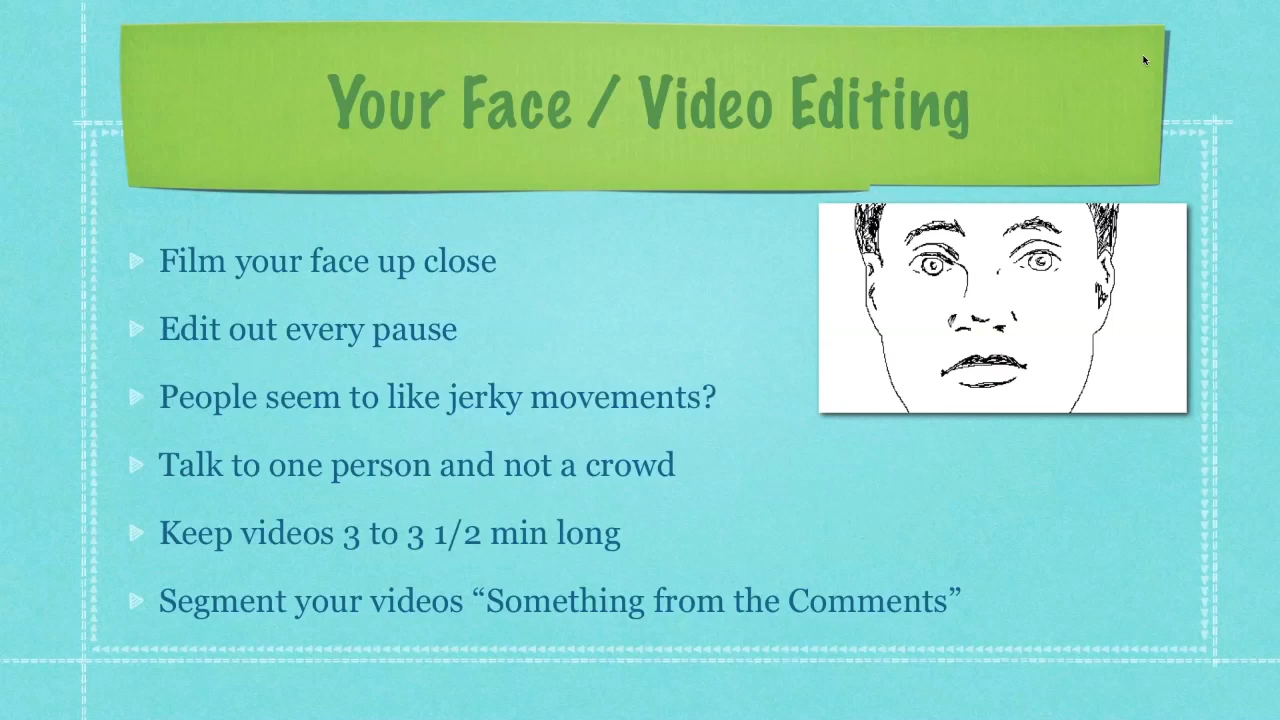 Your Face / Video Editing
Film your face up close
Edit out every pause
People seem to like jerky movements?
Talk to one person and not a crowd
Keep videos 3 to 3 1/2 min long
Segment your videos “Something from the Comments”